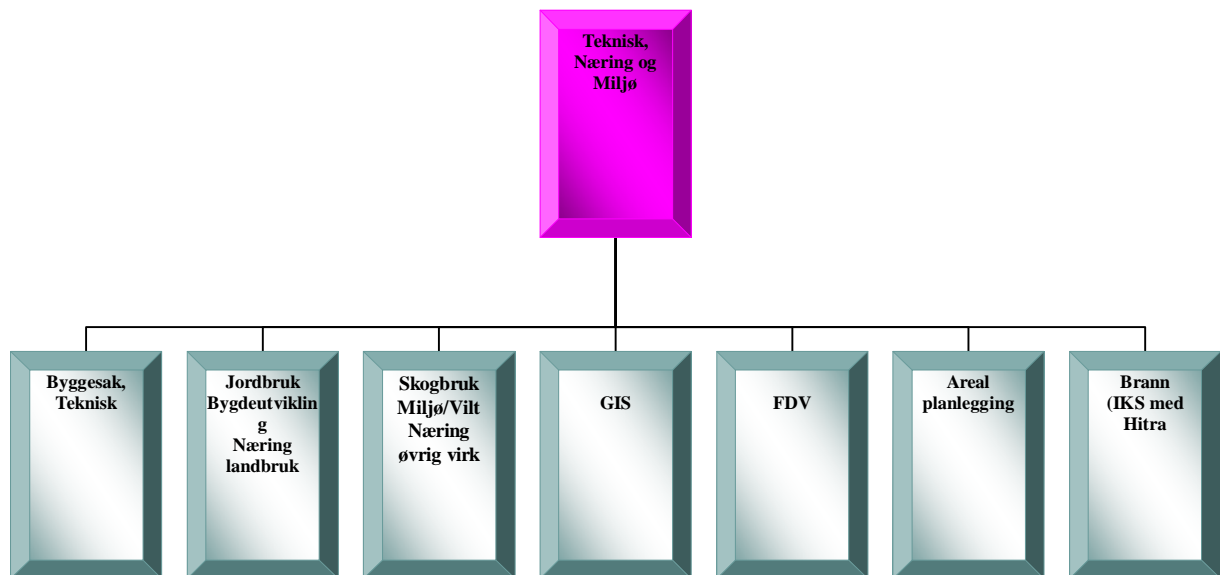 Teknisk,
Næring og
Miljø
Byggesak,
Teknisk
Jordbruk
Bygdeutviklin
g
Næring
landbruk
Skogbruk
Miljø/Vilt
Næring
øvrig virk
GIS
FDV
Areal
planlegging
Brann
(IKS med
Hitra